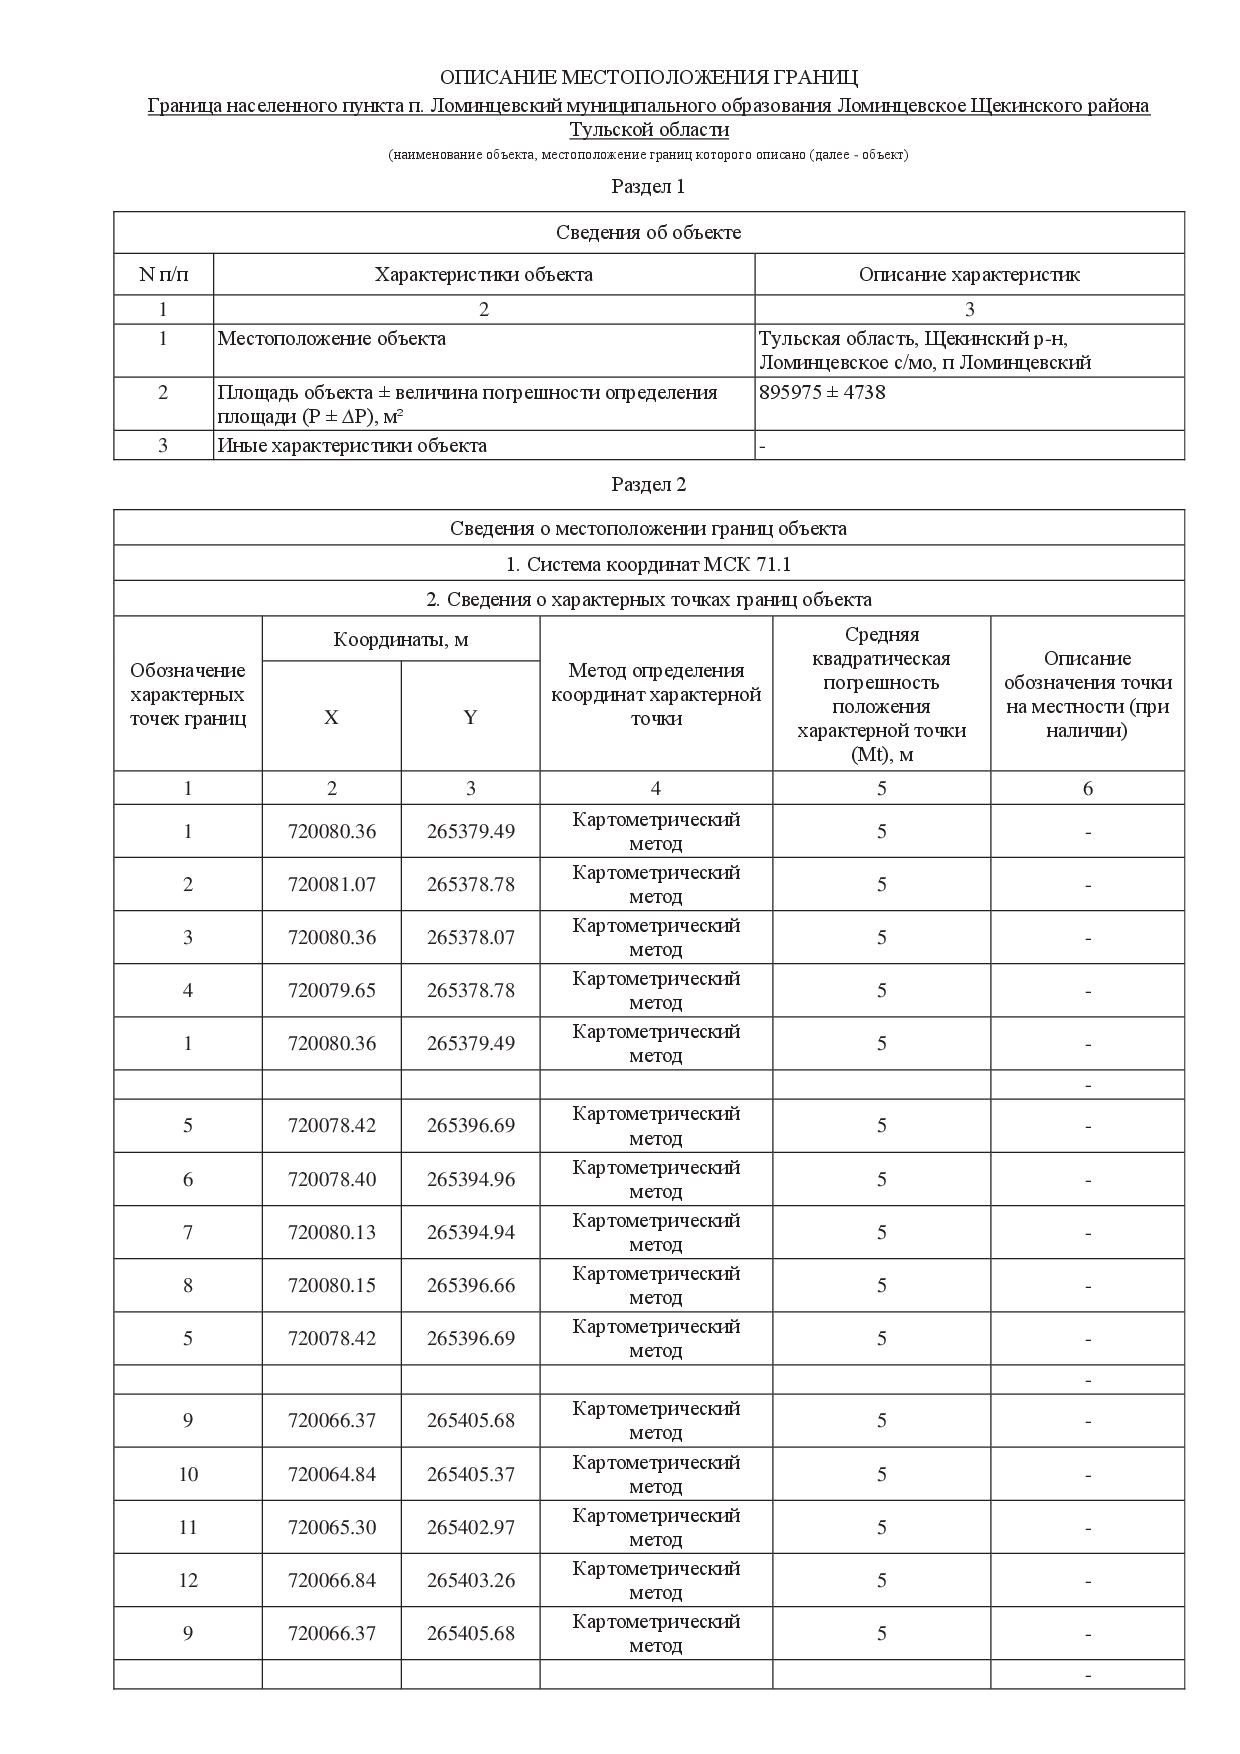 ОПИСАНИЕ МЕСТОПОЛОЖЕНИЯ ГРАНИЦ
Граница населенного пункта п. Ломинцевский муниципального образования Ломинцевское Щекинского района
Тульской области
(наименование объекта, местоположение границ которого описано (далее - объект)
Раздел 1
Сведения об объекте
N п/п Характеристики объекта Описание характеристик
1 2 3
1 Местоположение объекта Тульская область, Щекинский р-н,
Ломинцевское с/мо, п Ломинцевский
2 Площадь объекта ± величина погрешности определения 895975 ± 4738
площади (P ± ΔP), м²
3 Иные характеристики объекта -
Раздел 2
Сведения о местоположении границ объекта
1. Система координат МСК 71.1
2. Сведения о характерных точках границ объекта
Обозначение
характерных
точек границ
Координаты, м
X Y
Метод определения
координат характерной
точки
Средняя
квадратическая
погрешность
положения
характерной точки
(Mt), м
Описание
обозначения точки
на местности (при
наличии)
1 2 3 4 5 6
1 720080.36 265379.49 Картометрический
метод 5 -
2 720081.07 265378.78 Картометрический
метод 5 -
3 720080.36 265378.07 Картометрический
метод 5 -
4 720079.65 265378.78 Картометрический
метод 5 -
1 720080.36 265379.49 Картометрический
метод 5 -
-
5 720078.42 265396.69 Картометрический
метод 5 -
6 720078.40 265394.96 Картометрический
метод 5 -
7 720080.13 265394.94 Картометрический
метод 5 -
8 720080.15 265396.66 Картометрический
метод 5 -
5 720078.42 265396.69 Картометрический
метод 5 -
-
9 720066.37 265405.68 Картометрический
метод 5 -
10 720064.84 265405.37 Картометрический
метод 5 -
11 720065.30 265402.97 Картометрический
метод 5 -
12 720066.84 265403.26 Картометрический
метод 5 -
9 720066.37 265405.68 Картометрический
метод 5 -
-